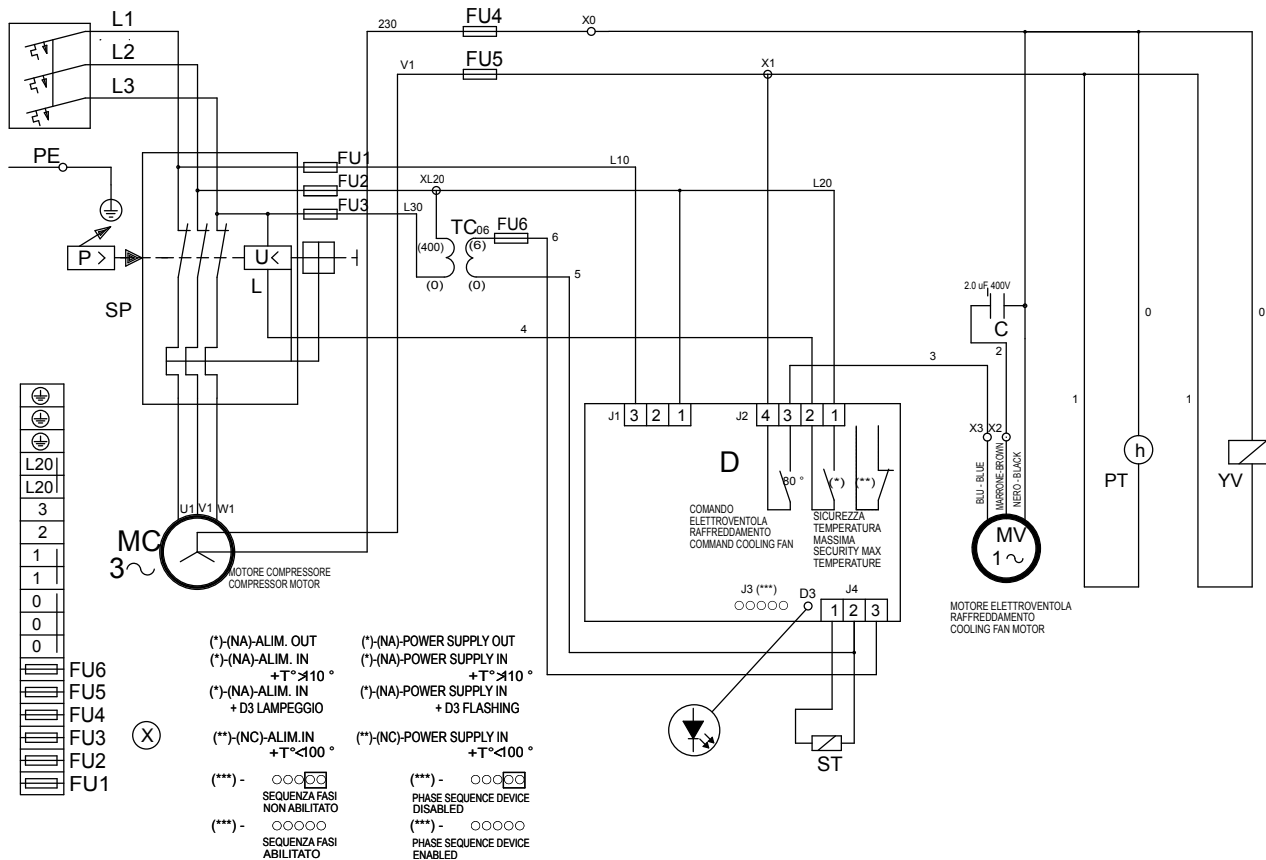 L1
L2
L3
PE
230
FU4
X0
V1
FU5
X1
FU1
FU2
FU3
L10
XL20
L20
L30
TC06
FU6
(400)
(6)
(0)
(0)
6
5
P >
U<
L
SP
4
3
2.0 uF, 400V
C
2
0
0
1
1
J1
3 2 1
J2
4 3 2 1
D
80 °
(*)
(**)
COMANDO
ELETTROVENTOLA
RAFFREDDAMENTO
COMMAND COOLING FAN
SICUREZZA
TEMPERATURA
MASSIMA
SECURITY MAX
TEMPERATURE
X3
X2
BLU - BLUE
MARRONE-BROWN
NERO - BLACK
h
PT
YV
MV
1
MOTORE ELETTROVENTOLA
RAFFREDDAMENTO
COOLING FAN MOTOR
J3 (***)
D3
J4
1 2 3
ST
U1 V1 W1
MC
3
MOTORE COMPRESSORE
COMPRESSOR MOTOR
L20
L20
3
2
1
1
0
0
0
FU6
FU5
FU4
FU3
FU2
FU1
X
(*)-(NA)-ALIM. OUT
(*)-(NA)-ALIM. IN
+T°>110 °
(*)-(NA)-ALIM. IN
+ D3 LAMPEGGIO
(**)-(NC)-ALIM.IN
+T°<100 °
(***) -
SEQUENZA FASI
NON ABILITATO
(***) -
SEQUENZA FASI
ABILITATO
(*)-(NA)-POWER SUPPLY OUT
(*)-(NA)-POWER SUPPLY IN
+T°>110 °
(*)-(NA)-POWER SUPPLY IN
+ D3 FLASHING
(**)-(NC)-POWER SUPPLY IN
+T°<100 °
(***) -
PHASE SEQUENCE DEVICE
DISABLED
(***) -
PHASE SEQUENCE DEVICE
ENABLED